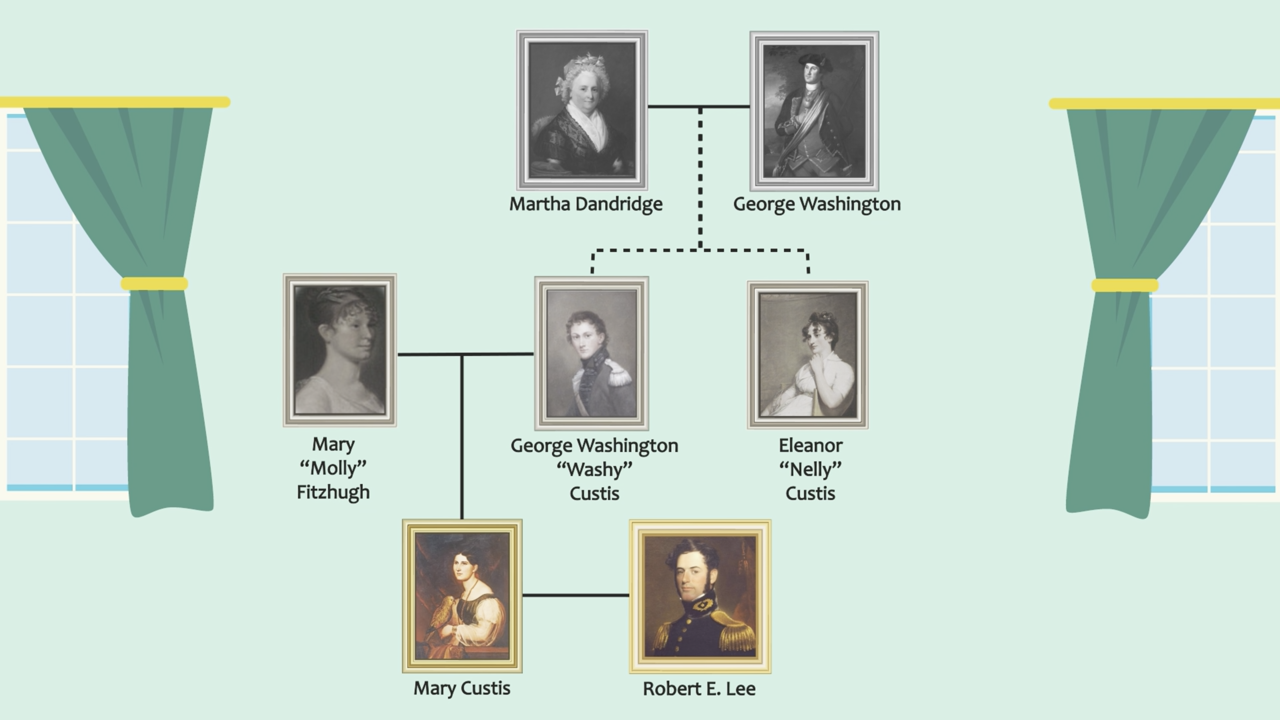 Martha Dandridge
George Washington
Mary
“Molly”
Fitzhugh
George Washington
“Washy”
Custis
Eleanor
“Nelly”
Custis
Mary Custis
Robert E. Lee